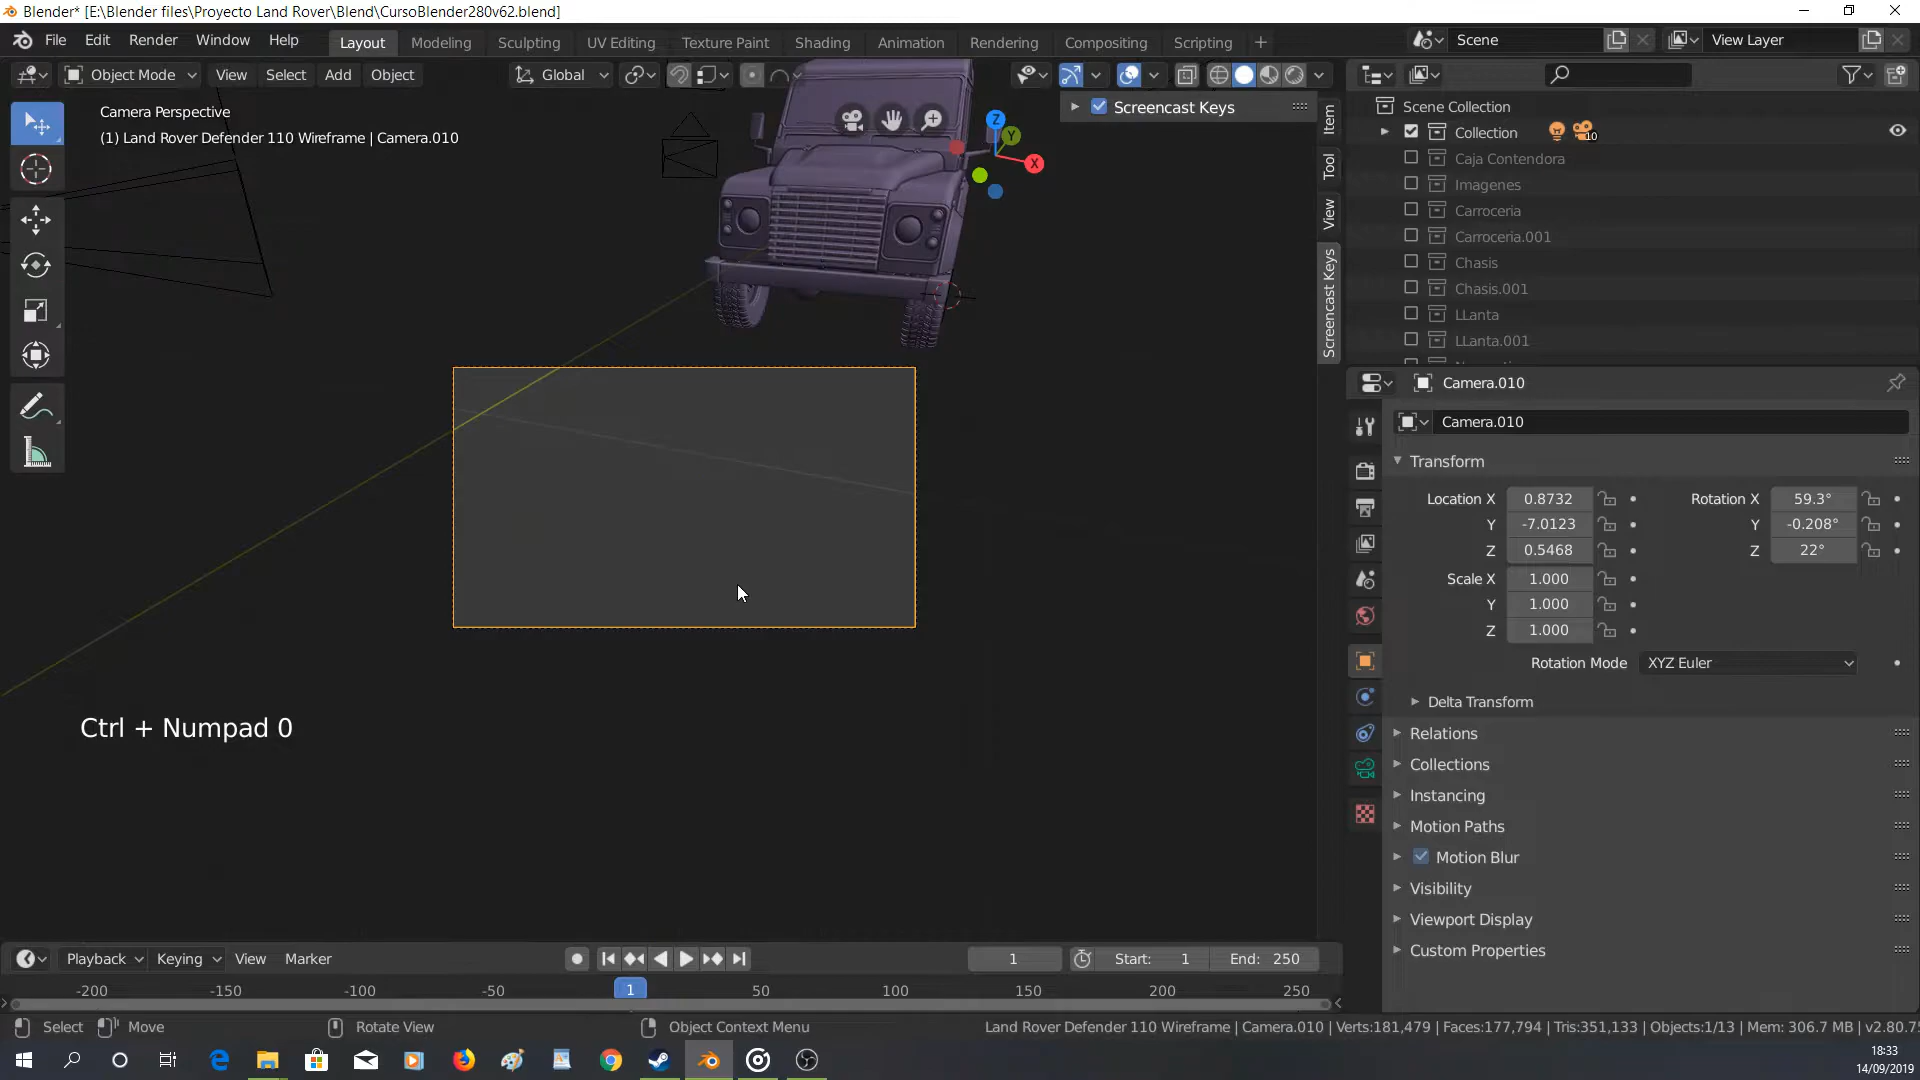 Blender* [E:\Blender files\Proyecto Land Rover\Blend\CursoBlender280v62.blend]
File Edit Render Window Help Layout Modeling Sculpting UV Editing Texture Paint Shading Animation Rendering Compositing Scripting + Scene View Layer
Object Mode View Select Add Object Global
Camera Perspective
(1) Land Rover Defender 110 Wireframe | Camera.010
Screencast Keys
Z
Y
X
Item
Tool
View
Screencast Keys
Scene Collection
Collection 10
Caja Contendora
Imagenes
Carroceria
Carroceria.001
Chasis
Chasis.001
LLanta
LLanta.001
Camera.010
Camera.010
Transform
Location X 0.8732 Rotation X 59.3°
Y -7.0123 Y -0.208°
Z 0.5468 Z 22°
Scale X 1.000
Y 1.000
Z 1.000
Rotation Mode XYZ Euler
Delta Transform
Relations
Collections
Instancing
Motion Paths
Motion Blur
Visibility
Viewport Display
Custom Properties
Ctrl + Numpad 0
Playback Keying View Marker 1 Start: 1 End: 250
-200 -150 -100 -50 1 50 100 150 200 250
Select Move Rotate View Object Context Menu Land Rover Defender 110 Wireframe | Camera.010 | Verts:181,479 | Faces:177,794 | Tris:351,133 | Objects:1/13 | Mem: 306.7 MB | v2.80.75
18:33
14/09/2019